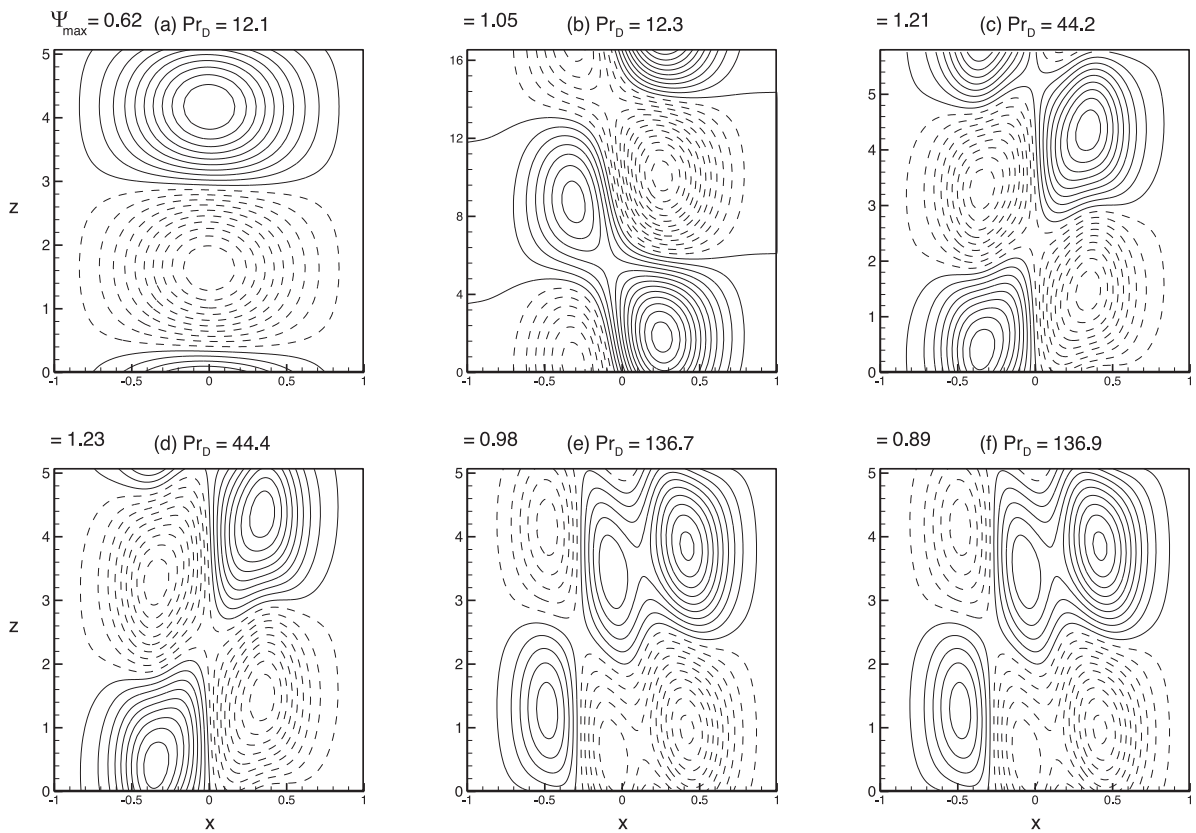 Ψmax = 0.62 (a) PrD = 12.1
= 1.05 (b) PrD = 12.3
= 1.21 (c) PrD = 44.2
z
5
4
3
2
1
0
-1 -0.5 0 0.5 1
16
12
8
4
0
-1 -0.5 0 0.5 1
5
4
3
2
1
0
-1 -0.5 0 0.5 1
= 1.23 (d) PrD = 44.4
= 0.98 (e) PrD = 136.7
= 0.89 (f) PrD = 136.9
z
5
4
3
2
1
0
-1 -0.5 0 0.5 1
x
5
4
3
2
1
0
-1 -0.5 0 0.5 1
x
5
4
3
2
1
0
-1 -0.5 0 0.5 1
x